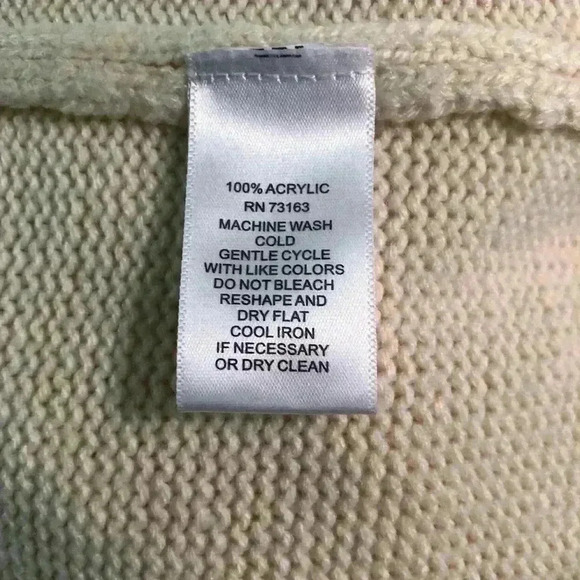 100% ACRYLIC
RN 73163
MACHINE WASH
COLD
GENTLE CYCLE
WITH LIKE COLORS
DO NOT BLEACH
RESHAPE AND
DRY FLAT
COOL IRON
IF NECESSARY
OR DRY CLEAN